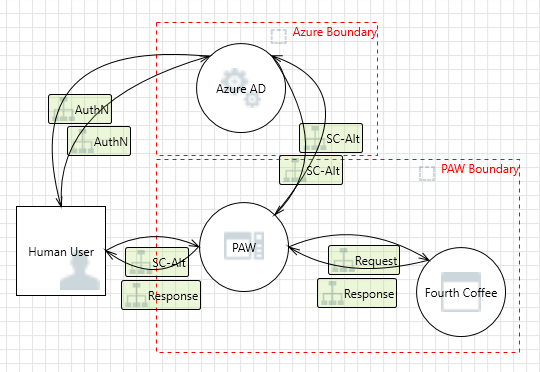 Azure Boundary
Azure AD
AuthN
AuthN
SC-Alt
SC-Alt
PAW Boundary
Human User
PAW
SC-Alt
Response
Request
Response
Fourth Coffee